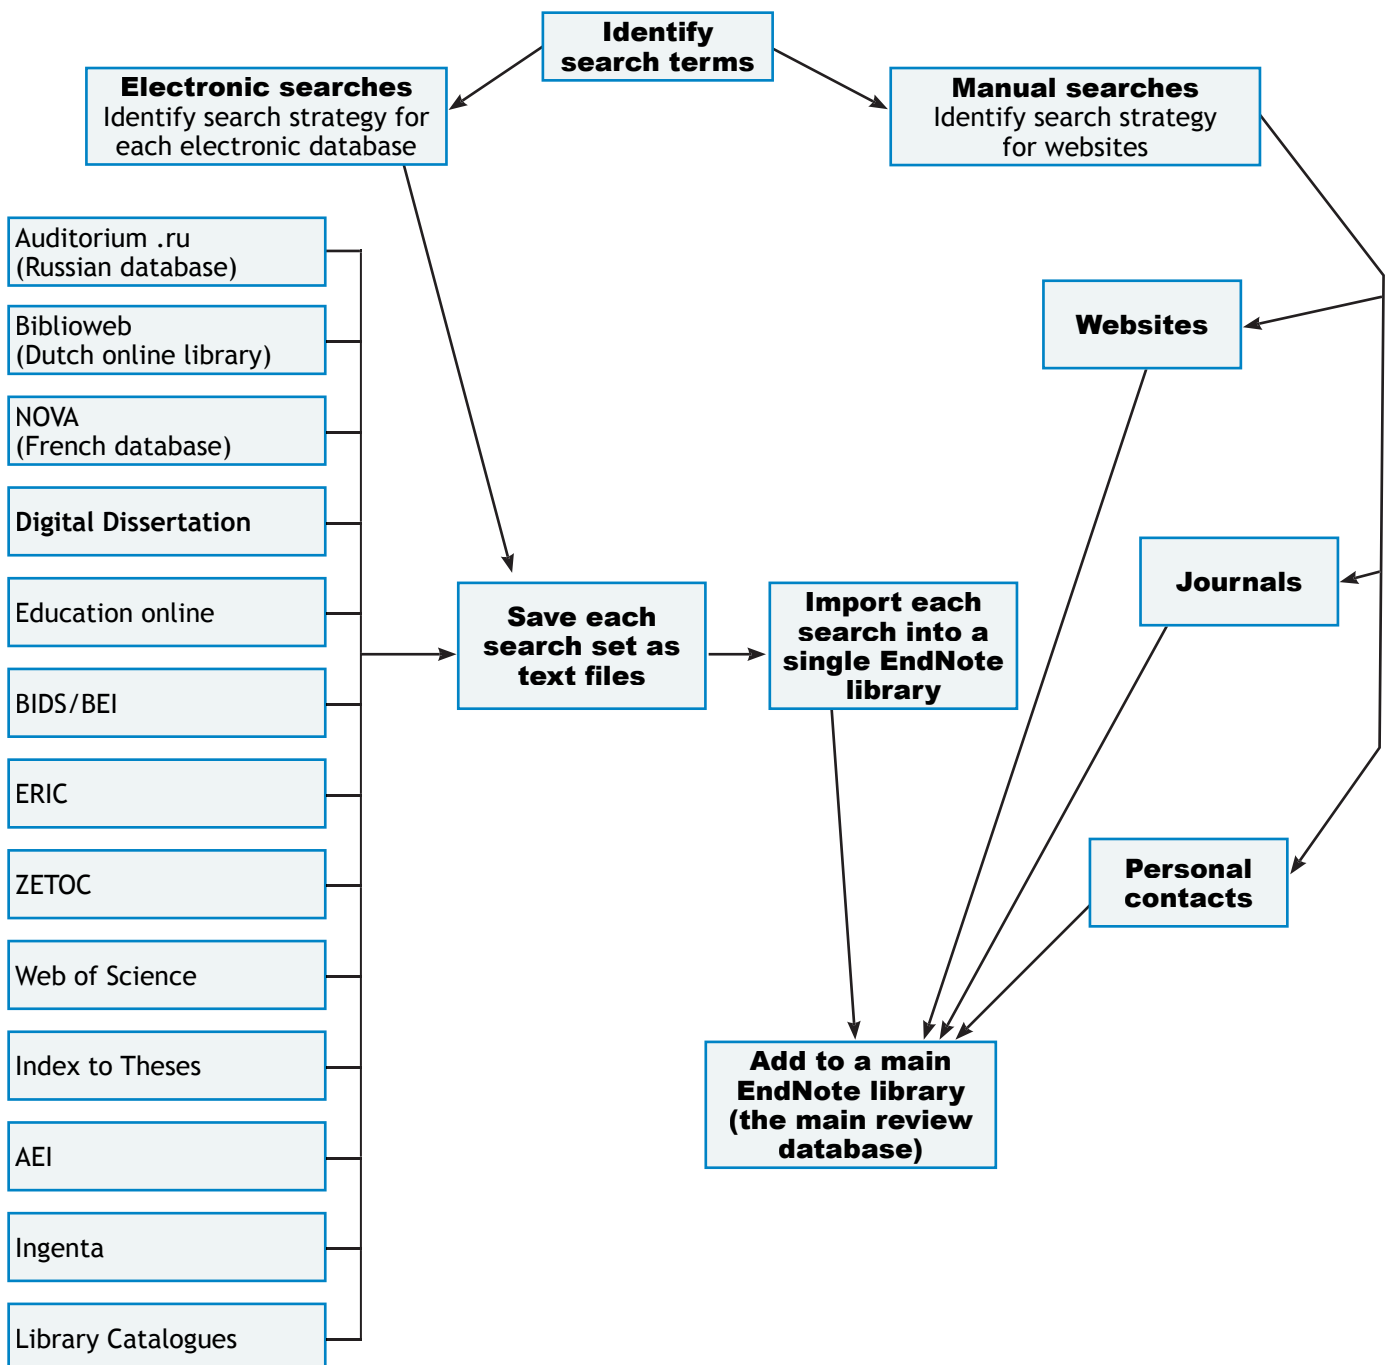 Identify
search terms
Electronic searches
Identify search strategy for
each electronic database
Manual searches
Identify search strategy
for websites
Auditorium .ru
(Russian database)
Biblioweb
(Dutch online library)
NOVA
(French database)
Digital Dissertation
Education online
BIDS/BEI
ERIC
ZETOC
Web of Science
Index to Theses
AEI
Ingenta
Library Catalogues
Save each
search set as
text files
Import each
search into a
single EndNote
library
Websites
Journals
Personal
contacts
Add to a main
EndNote library
(the main review
database)